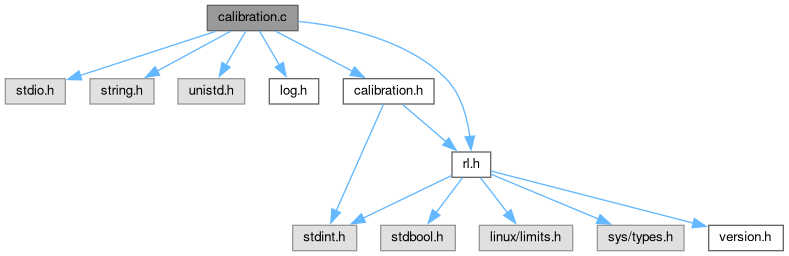 calibration.c
stdio.h
string.h
unistd.h
log.h
calibration.h
rl.h
stdint.h
stdbool.h
linux/limits.h
sys/types.h
version.h